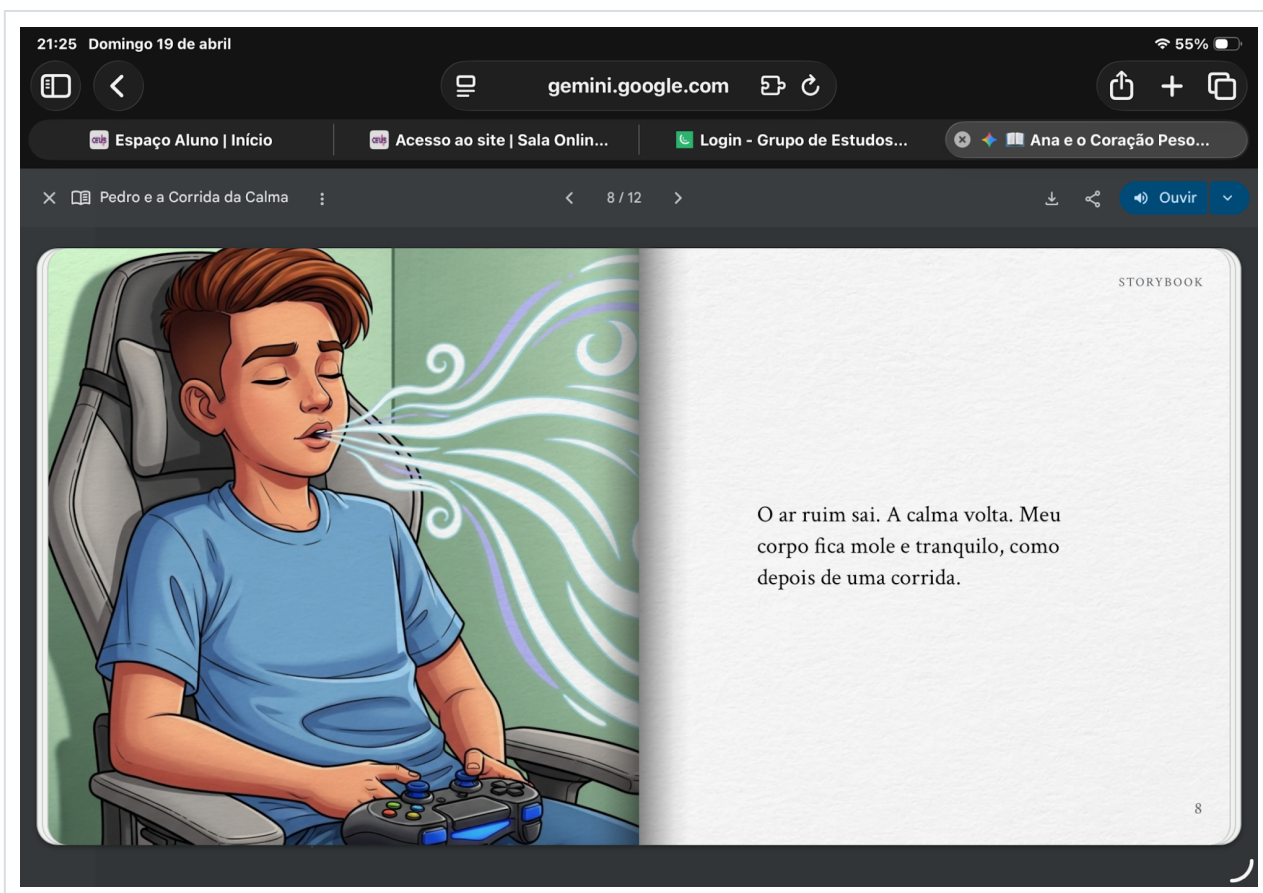 21:25 Domingo 19 de abril
55%
gemini.google.com
Espaço Aluno | Início
Acesso ao site | Sala Onlin...
Login - Grupo de Estudos...
Ana e o Coração Peso...
Pedro e a Corrida da Calma
8 / 12
Ouvir
STORYBOOK
O ar ruim sai. A calma volta. Meu
corpo fica mole e tranquilo, como
depois de uma corrida.
8